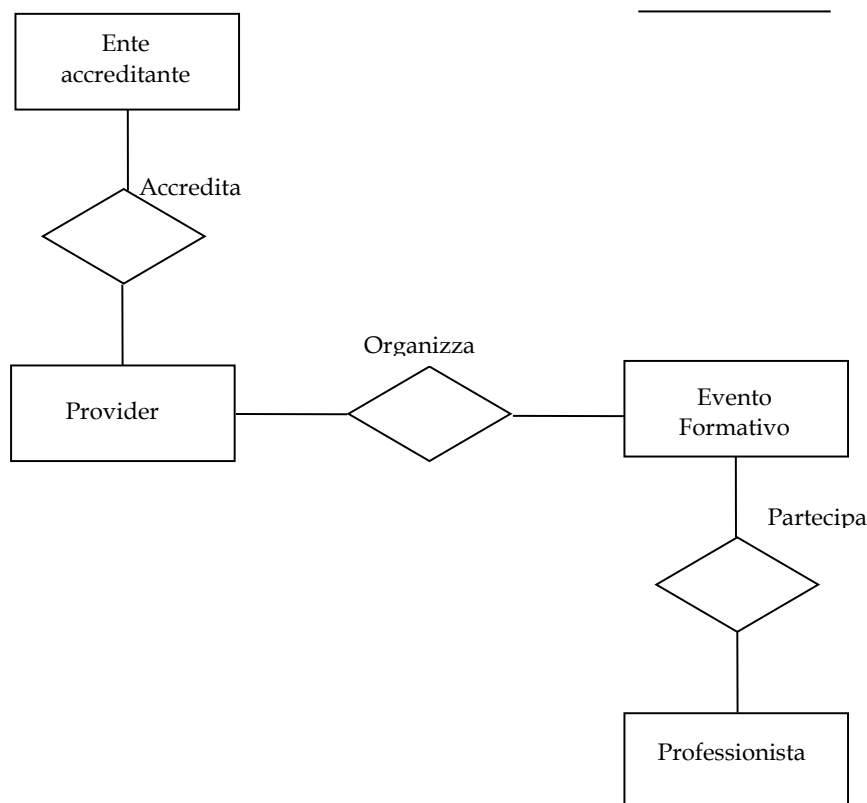 Ente
accreditante
Accredita
Organizza
Provider
Evento
Formativo
Partecipa
Professionista